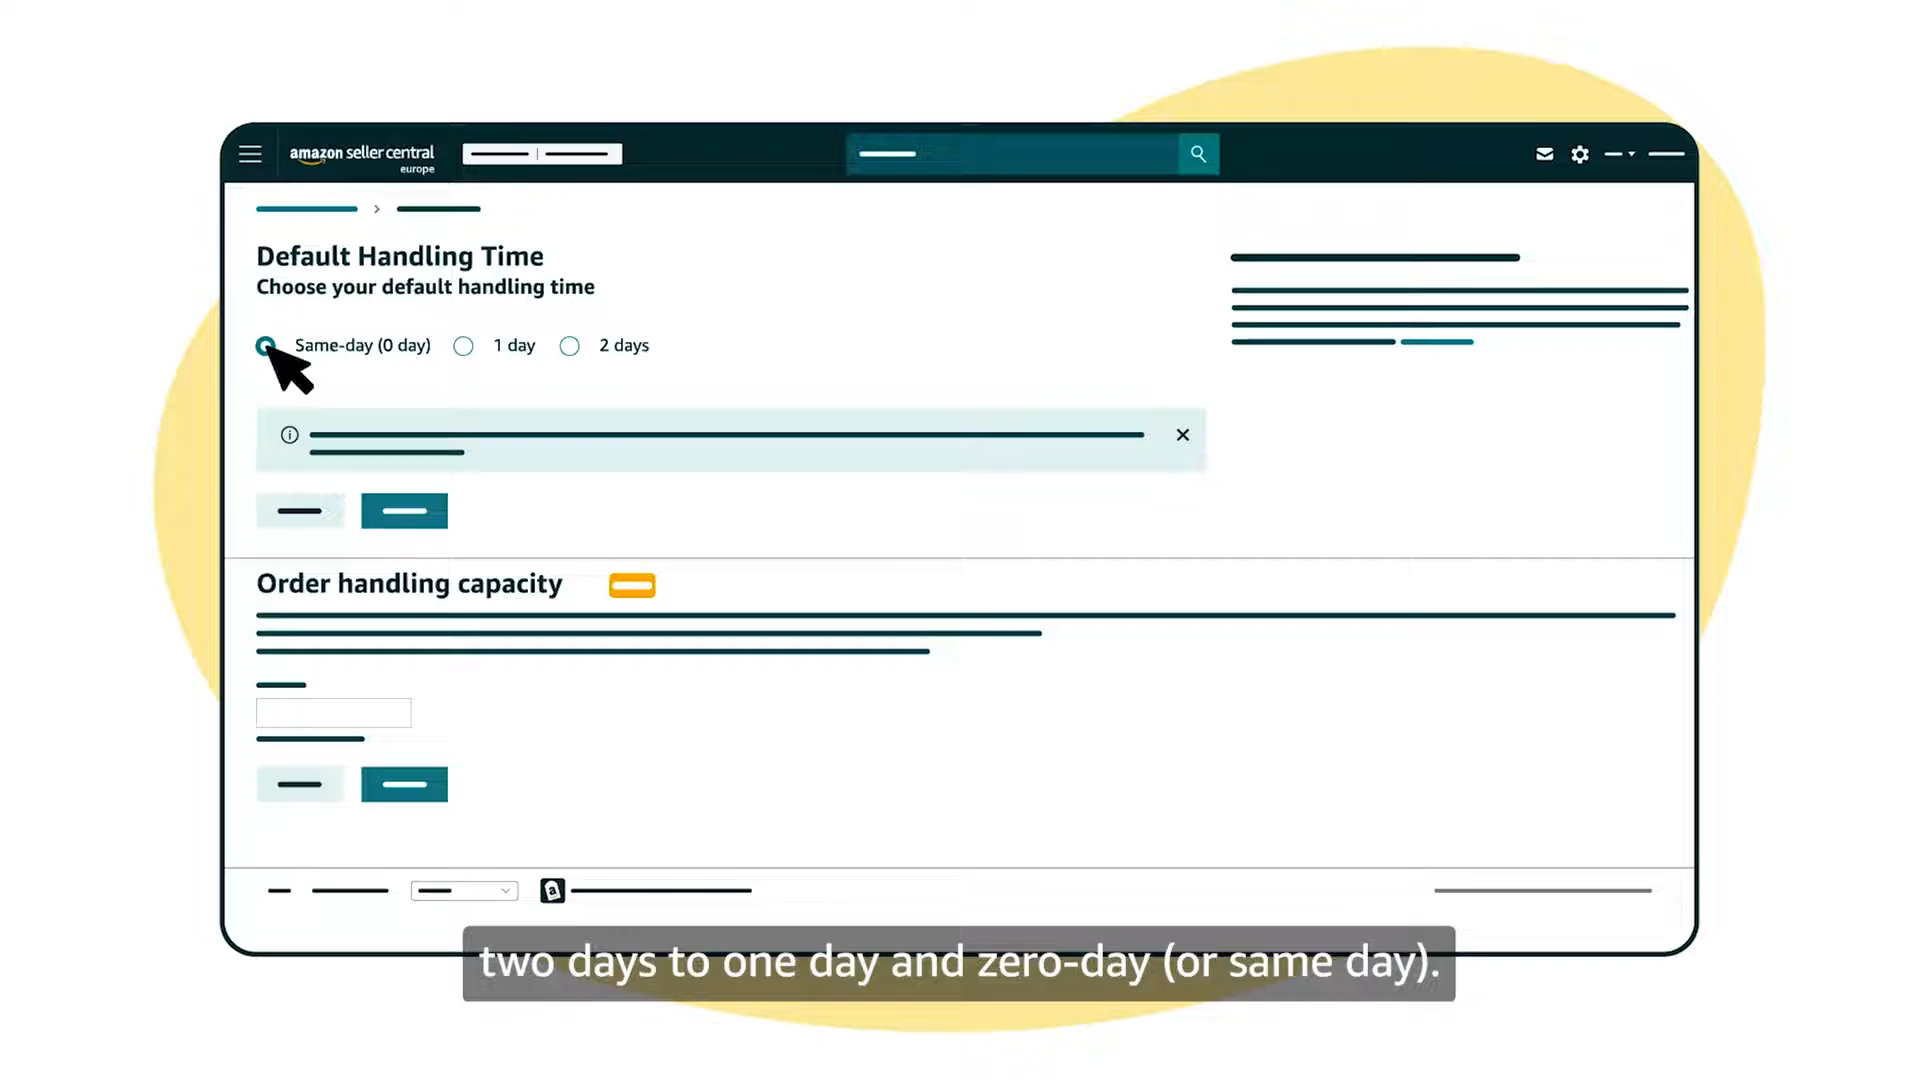 amazon seller central
europe
Default Handling Time
Choose your default handling time
Same-day (0 day) 1 day 2 days
Order handling capacity
two days to one day and zero-day (or same day).